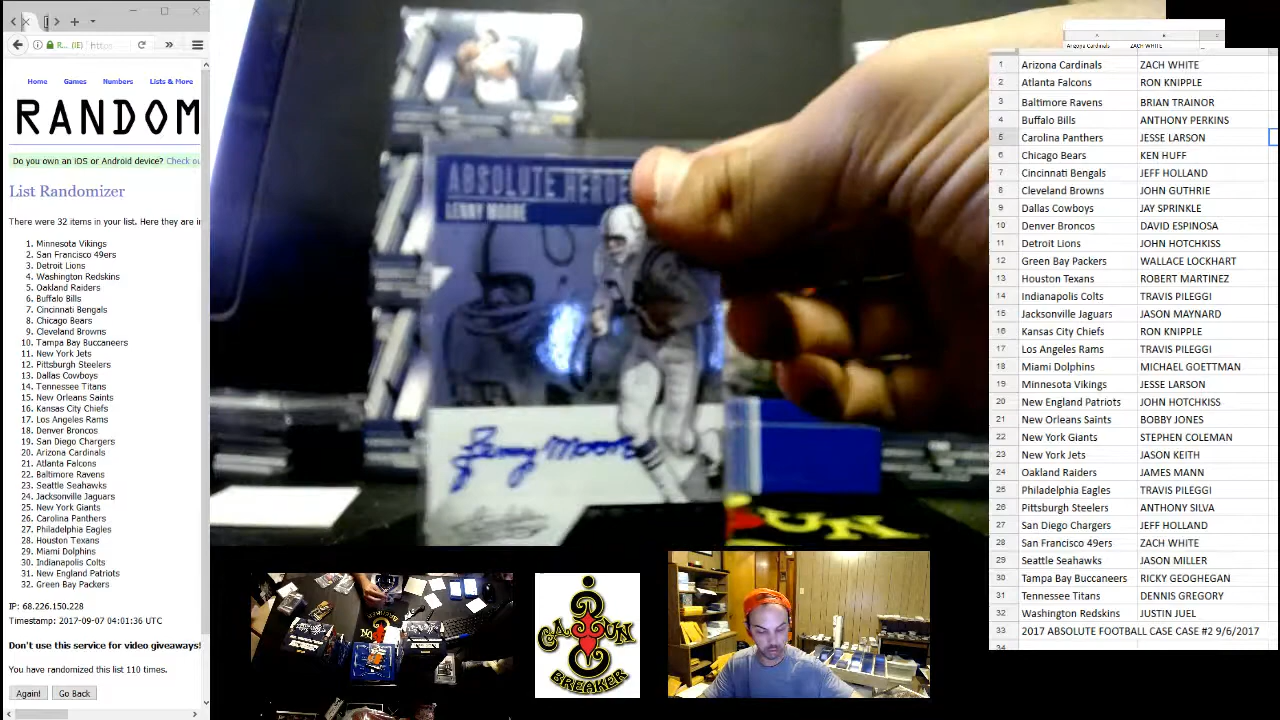 R... (IE)
https:
Home Games Numbers Lists & More
RANDOM
Do you own an iOS or Android device? Check ou
List Randomizer
There were 32 items in your list. Here they are i
1. Minnesota Vikings
2. San Francisco 49ers
3. Detroit Lions
4. Washington Redskins
5. Oakland Raiders
6. Buffalo Bills
7. Cincinnati Bengals
8. Chicago Bears
9. Cleveland Browns
10. Tampa Bay Buccaneers
11. New York Jets
12. Pittsburgh Steelers
13. Dallas Cowboys
14. Tennessee Titans
15. New Orleans Saints
16. Kansas City Chiefs
17. Los Angeles Rams
18. Denver Broncos
19. San Diego Chargers
20. Arizona Cardinals
21. Atlanta Falcons
22. Baltimore Ravens
23. Seattle Seahawks
24. Jacksonville Jaguars
25. New York Giants
26. Carolina Panthers
27. Philadelphia Eagles
28. Houston Texans
29. Miami Dolphins
30. Indianapolis Colts
31. New England Patriots
32. Green Bay Packers
IP: 68.226.150.228
Timestamp: 2017-09-07 04:01:36 UTC
Don't use this service for video giveaways!
You have randomized this list 110 times.
Again! Go Back
ABSOLUTE HEROE
LENNY MOORE
Lenny Moore
UN
CAJUN
BREAKER
Arizona Cardinals ZACH WHITE
1 Arizona Cardinals ZACH WHITE
2 Atlanta Falcons RON KNIPPLE
3 Baltimore Ravens BRIAN TRAINOR
4 Buffalo Bills ANTHONY PERKINS
5 Carolina Panthers JESSE LARSON
6 Chicago Bears KEN HUFF
7 Cincinnati Bengals JEFF HOLLAND
8 Cleveland Browns JOHN GUTHRIE
9 Dallas Cowboys JAY SPRINKLE
10 Denver Broncos DAVID ESPINOSA
11 Detroit Lions JOHN HOTCHKISS
12 Green Bay Packers WALLACE LOCKHART
13 Houston Texans ROBERT MARTINEZ
14 Indianapolis Colts TRAVIS PILEGGI
15 Jacksonville Jaguars JASON MAYNARD
16 Kansas City Chiefs RON KNIPPLE
17 Los Angeles Rams TRAVIS PILEGGI
18 Miami Dolphins MICHAEL GOETTMAN
19 Minnesota Vikings JESSE LARSON
20 New England Patriots JOHN HOTCHKISS
21 New Orleans Saints BOBBY JONES
22 New York Giants STEPHEN COLEMAN
23 New York Jets JASON KEITH
24 Oakland Raiders JAMES MANN
25 Philadelphia Eagles TRAVIS PILEGGI
26 Pittsburgh Steelers ANTHONY SILVA
27 San Diego Chargers JEFF HOLLAND
28 San Francisco 49ers ZACH WHITE
29 Seattle Seahawks JASON MILLER
30 Tampa Bay Buccaneers RICKY GEOGHEGAN
31 Tennessee Titans DENNIS GREGORY
32 Washington Redskins JUSTIN JUEL
33 2017 ABSOLUTE FOOTBALL CASE CASE #2 9/6/2017